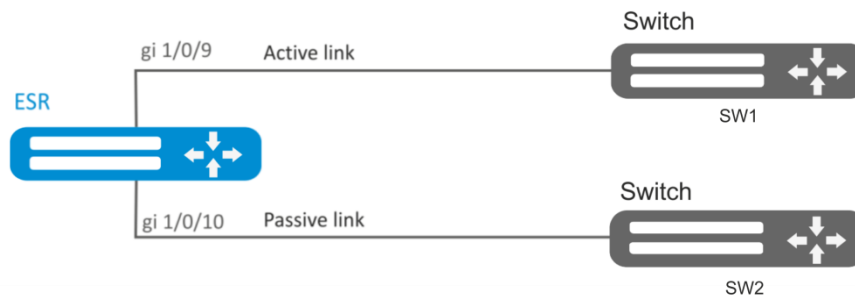 Switch
gi 1/0/9 Active link
ESR
SW1
Switch
gi 1/0/10 Passive link
SW2